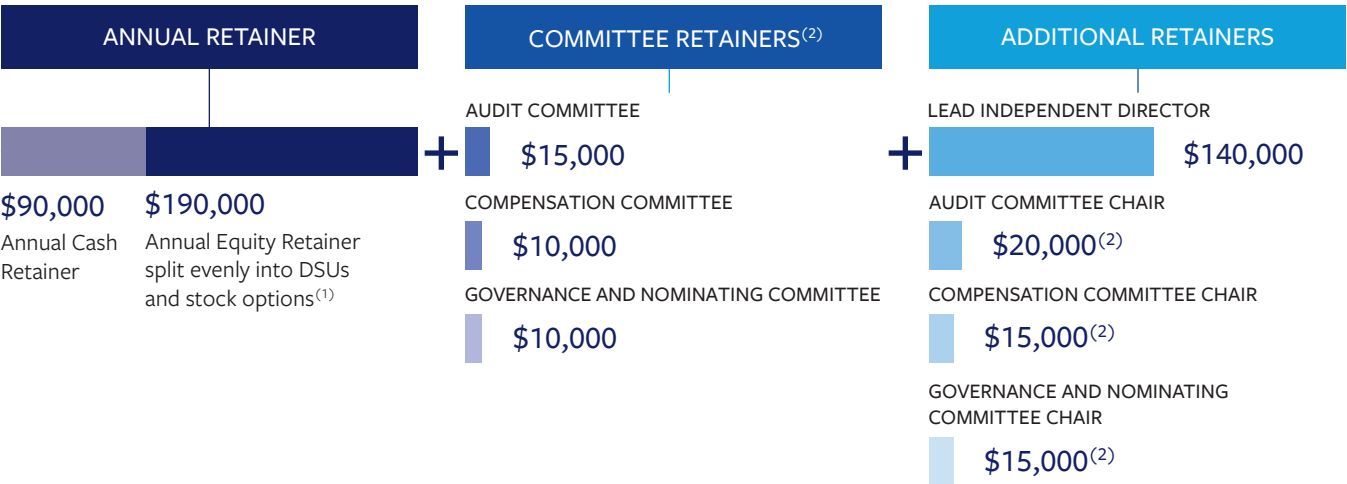 ANNUAL RETAINER
$90,000
Annual Cash
Retainer
$190,000
Annual Equity Retainer
split evenly into DSUs
and stock options(1)
+
COMMITTEE RETAINERS(2)
AUDIT COMMITTEE
$15,000
COMPENSATION COMMITTEE
$10,000
GOVERNANCE AND NOMINATING COMMITTEE
$10,000
+
ADDITIONAL RETAINERS
LEAD INDEPENDENT DIRECTOR
$140,000
AUDIT COMMITTEE CHAIR
$20,000(2)
COMPENSATION COMMITTEE CHAIR
$15,000(2)
GOVERNANCE AND NOMINATING
COMMITTEE CHAIR
$15,000(2)